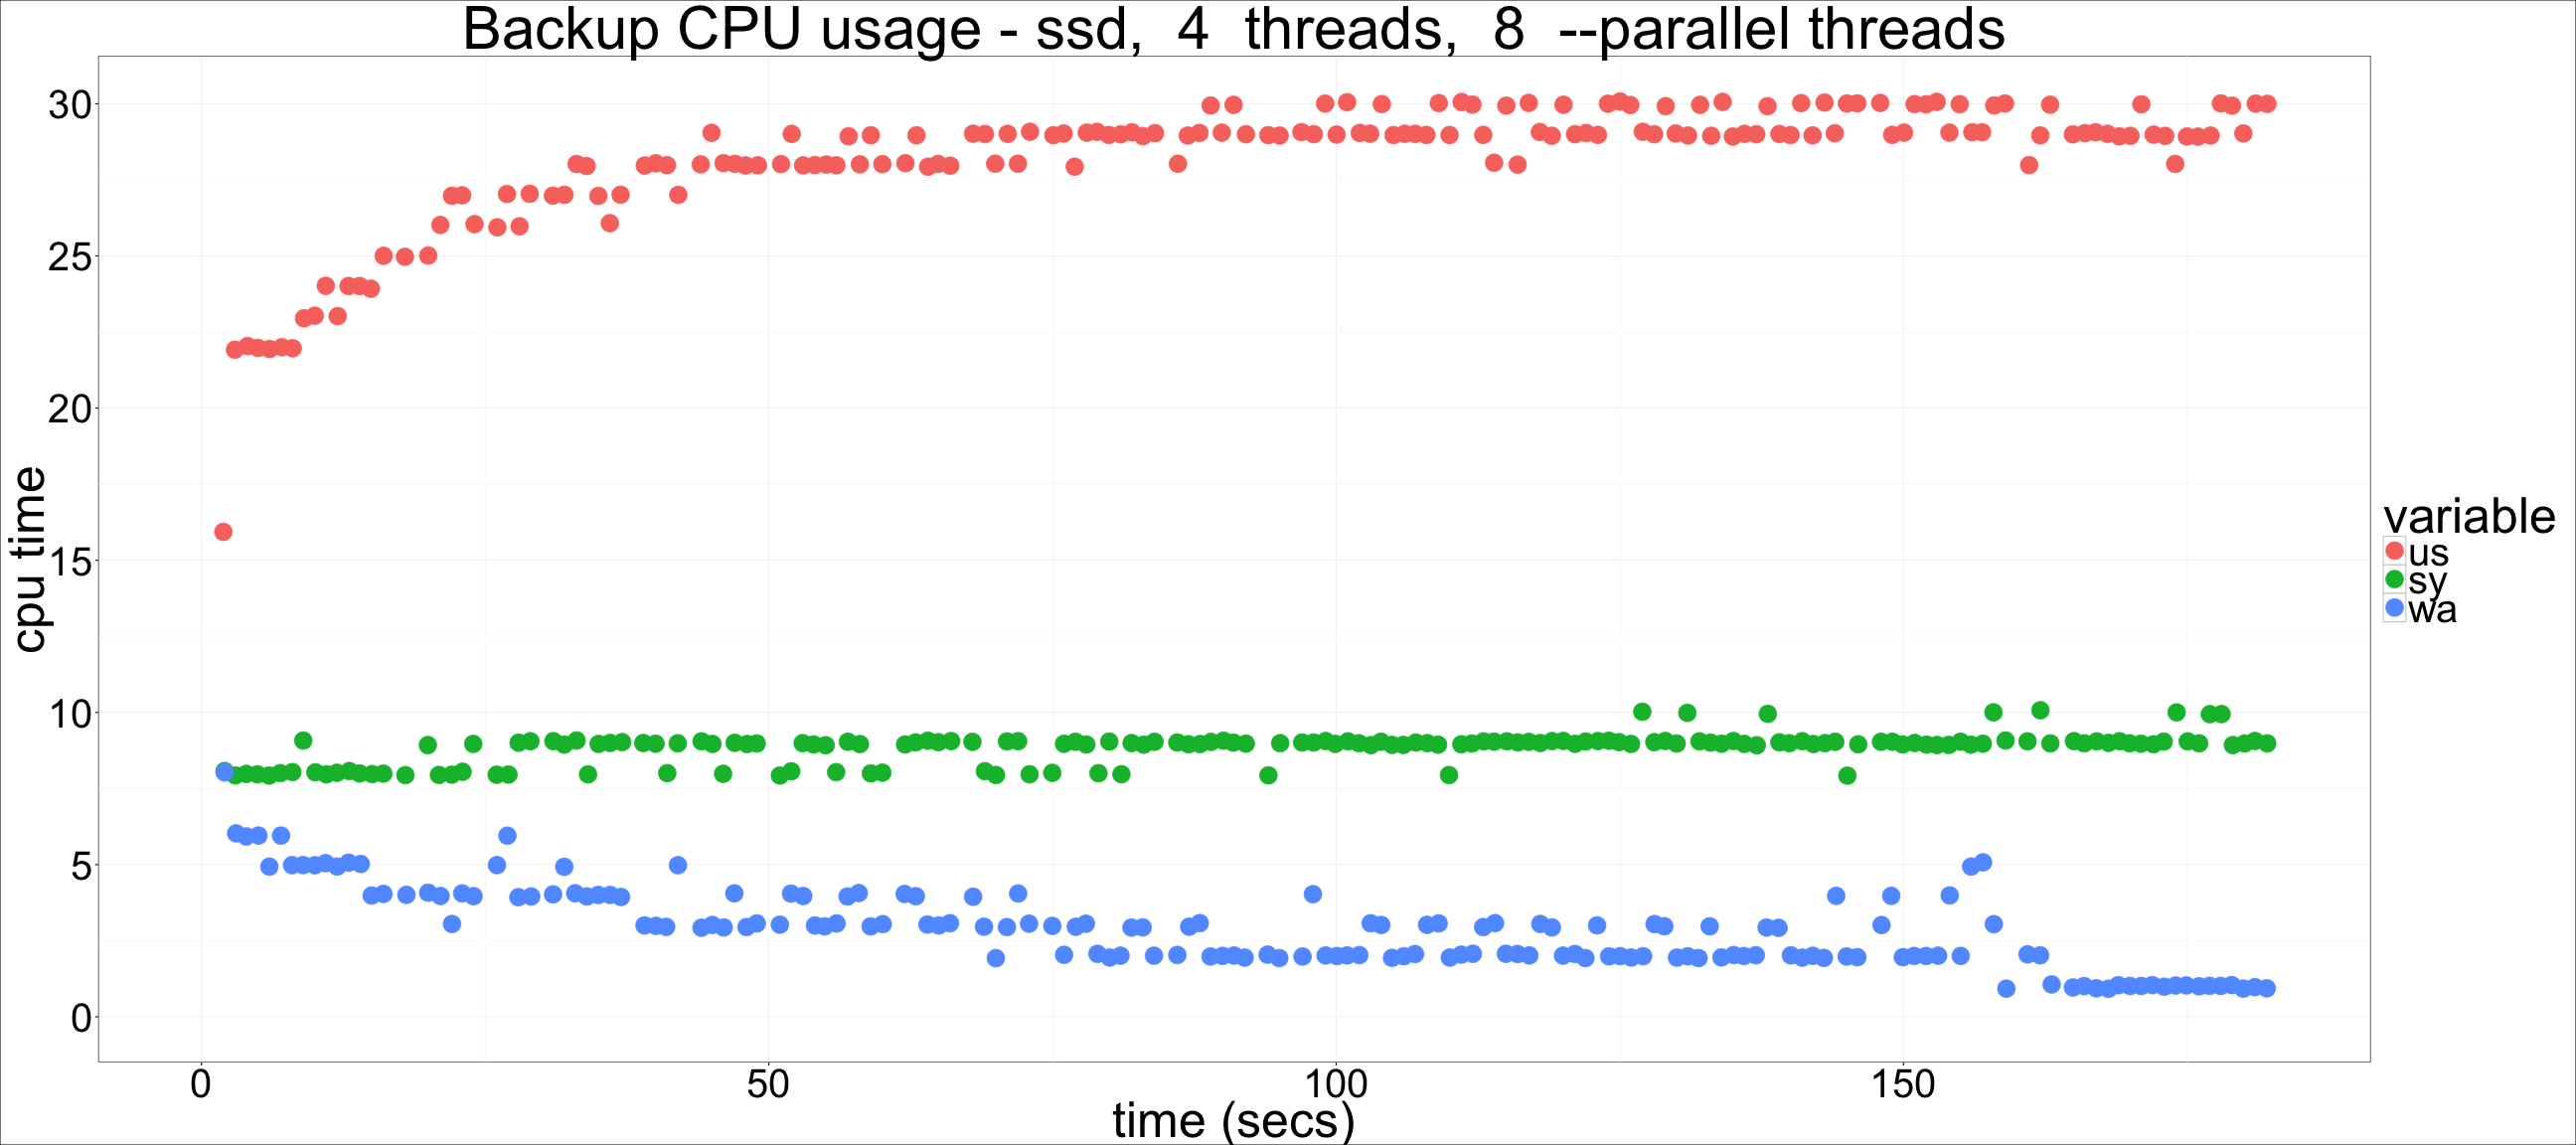 Backup CPU usage - ssd,  4  threads,  8  --parallel threads
30
25
20
15
10
5
0
cpu time
0 50 100 150
time (secs)
variable
us
sy
wa